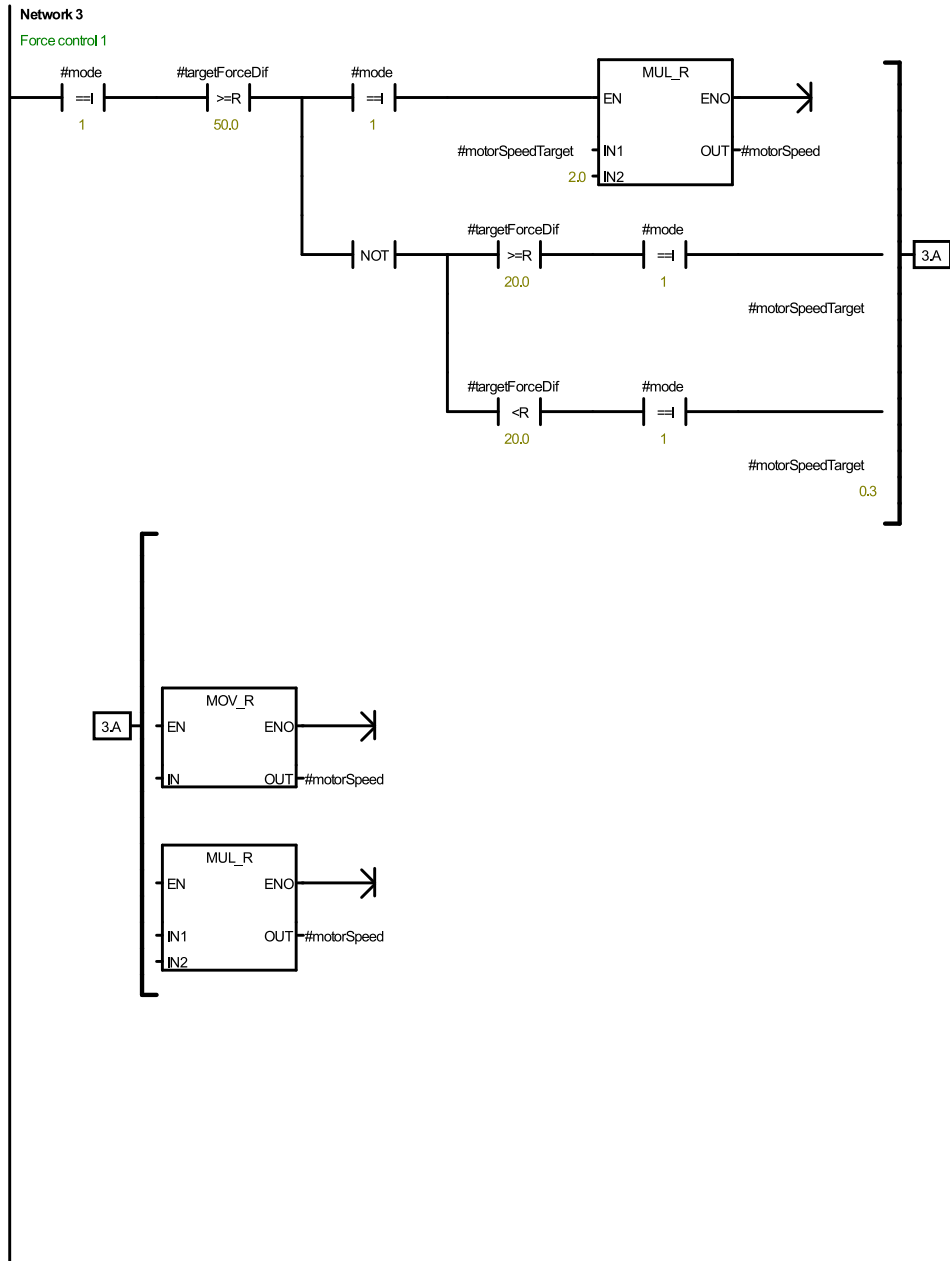 Network 3
Force control 1
#mode #targetForceDif #mode
==I >=R ==I
1 50.0 1
MUL_R
EN ENO
#motorSpeedTarget IN1 OUT #motorSpeed
2.0 IN2
#targetForceDif #mode
NOT >=R ==I 3.A
20.0 1
#motorSpeedTarget
#targetForceDif #mode
<R ==I
20.0 1
#motorSpeedTarget
0.3
MOV_R
3.A EN ENO
IN OUT #motorSpeed
MUL_R
EN ENO
IN1 OUT #motorSpeed
IN2